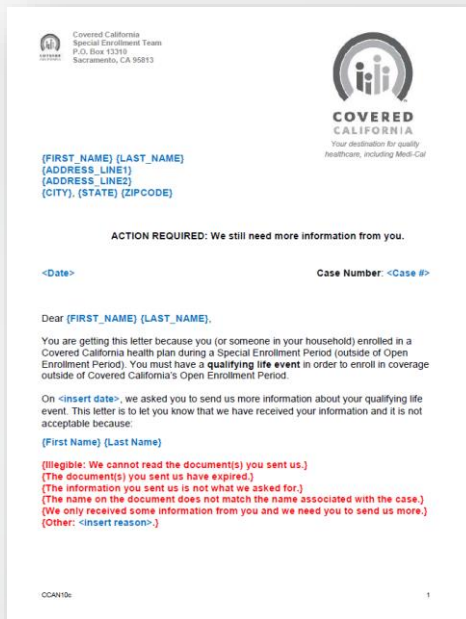 Covered California
Special Enrollment Team
P.O. Box 13310
Sacramento, CA 95813
COVERED
CALIFORNIA
COVERED
CALIFORNIA
Your destination for quality
healthcare, including Medi-Cal
{FIRST_NAME} {LAST_NAME}
{ADDRESS_LINE1}
{ADDRESS_LINE2}
{CITY}, {STATE} {ZIPCODE}
ACTION REQUIRED: We still need more information from you.
<Date>
Case Number: <Case #>
Dear {FIRST_NAME} {LAST_NAME},
You are getting this letter because you (or someone in your household) enrolled in a
Covered California health plan during a Special Enrollment Period (outside of Open
Enrollment Period). You must have a qualifying life event in order to enroll in coverage
outside of Covered California's Open Enrollment Period.
On <insert date>, we asked you to send us more information about your qualifying life
event. This letter is to let you know that we have received your information and it is not
acceptable because:
{First Name} {Last Name}
{Illegible: We cannot read the document(s) you sent us.}
{The document(s) you sent us have expired.}
{The information you sent us is not what we asked for.}
{The name on the document does not match the name associated with the case.}
{We only received some information from you and we need you to send us more.}
{Other: <insert reason>.}
CCAN10c
1